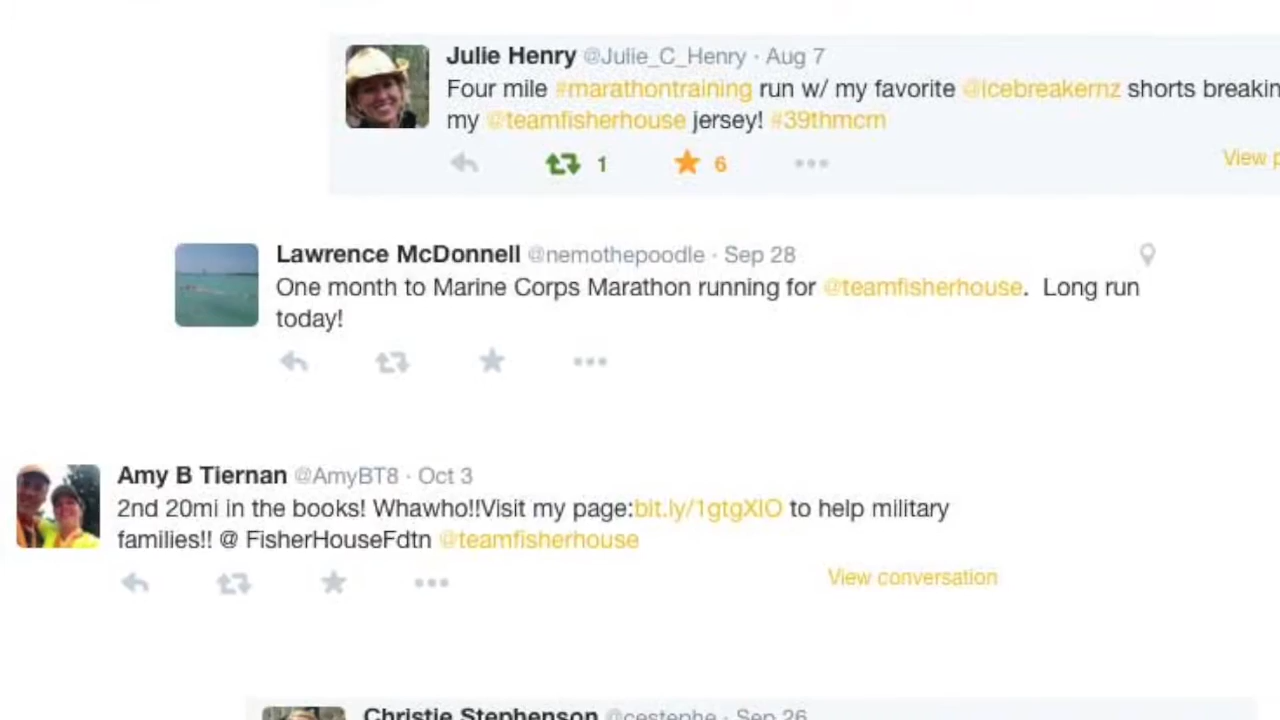 Julie Henry @Julie_C_Henry · Aug 7
Four mile #marathontraining run w/ my favorite @icebreakernz shorts breakin
my @teamfisherhouse jersey! #39thmcm
1 6
View p
Lawrence McDonnell @nemothepoodle · Sep 28
One month to Marine Corps Marathon running for @teamfisherhouse. Long run
today!
Amy B Tiernan @AmyBT8 · Oct 3
2nd 20mi in the books! Whawho!!Visit my page:bit.ly/1gtgXIO to help military
families!! @ FisherHouseFdtn @teamfisherhouse
View conversation
Christie Stephenson @cestephe · Sep 26